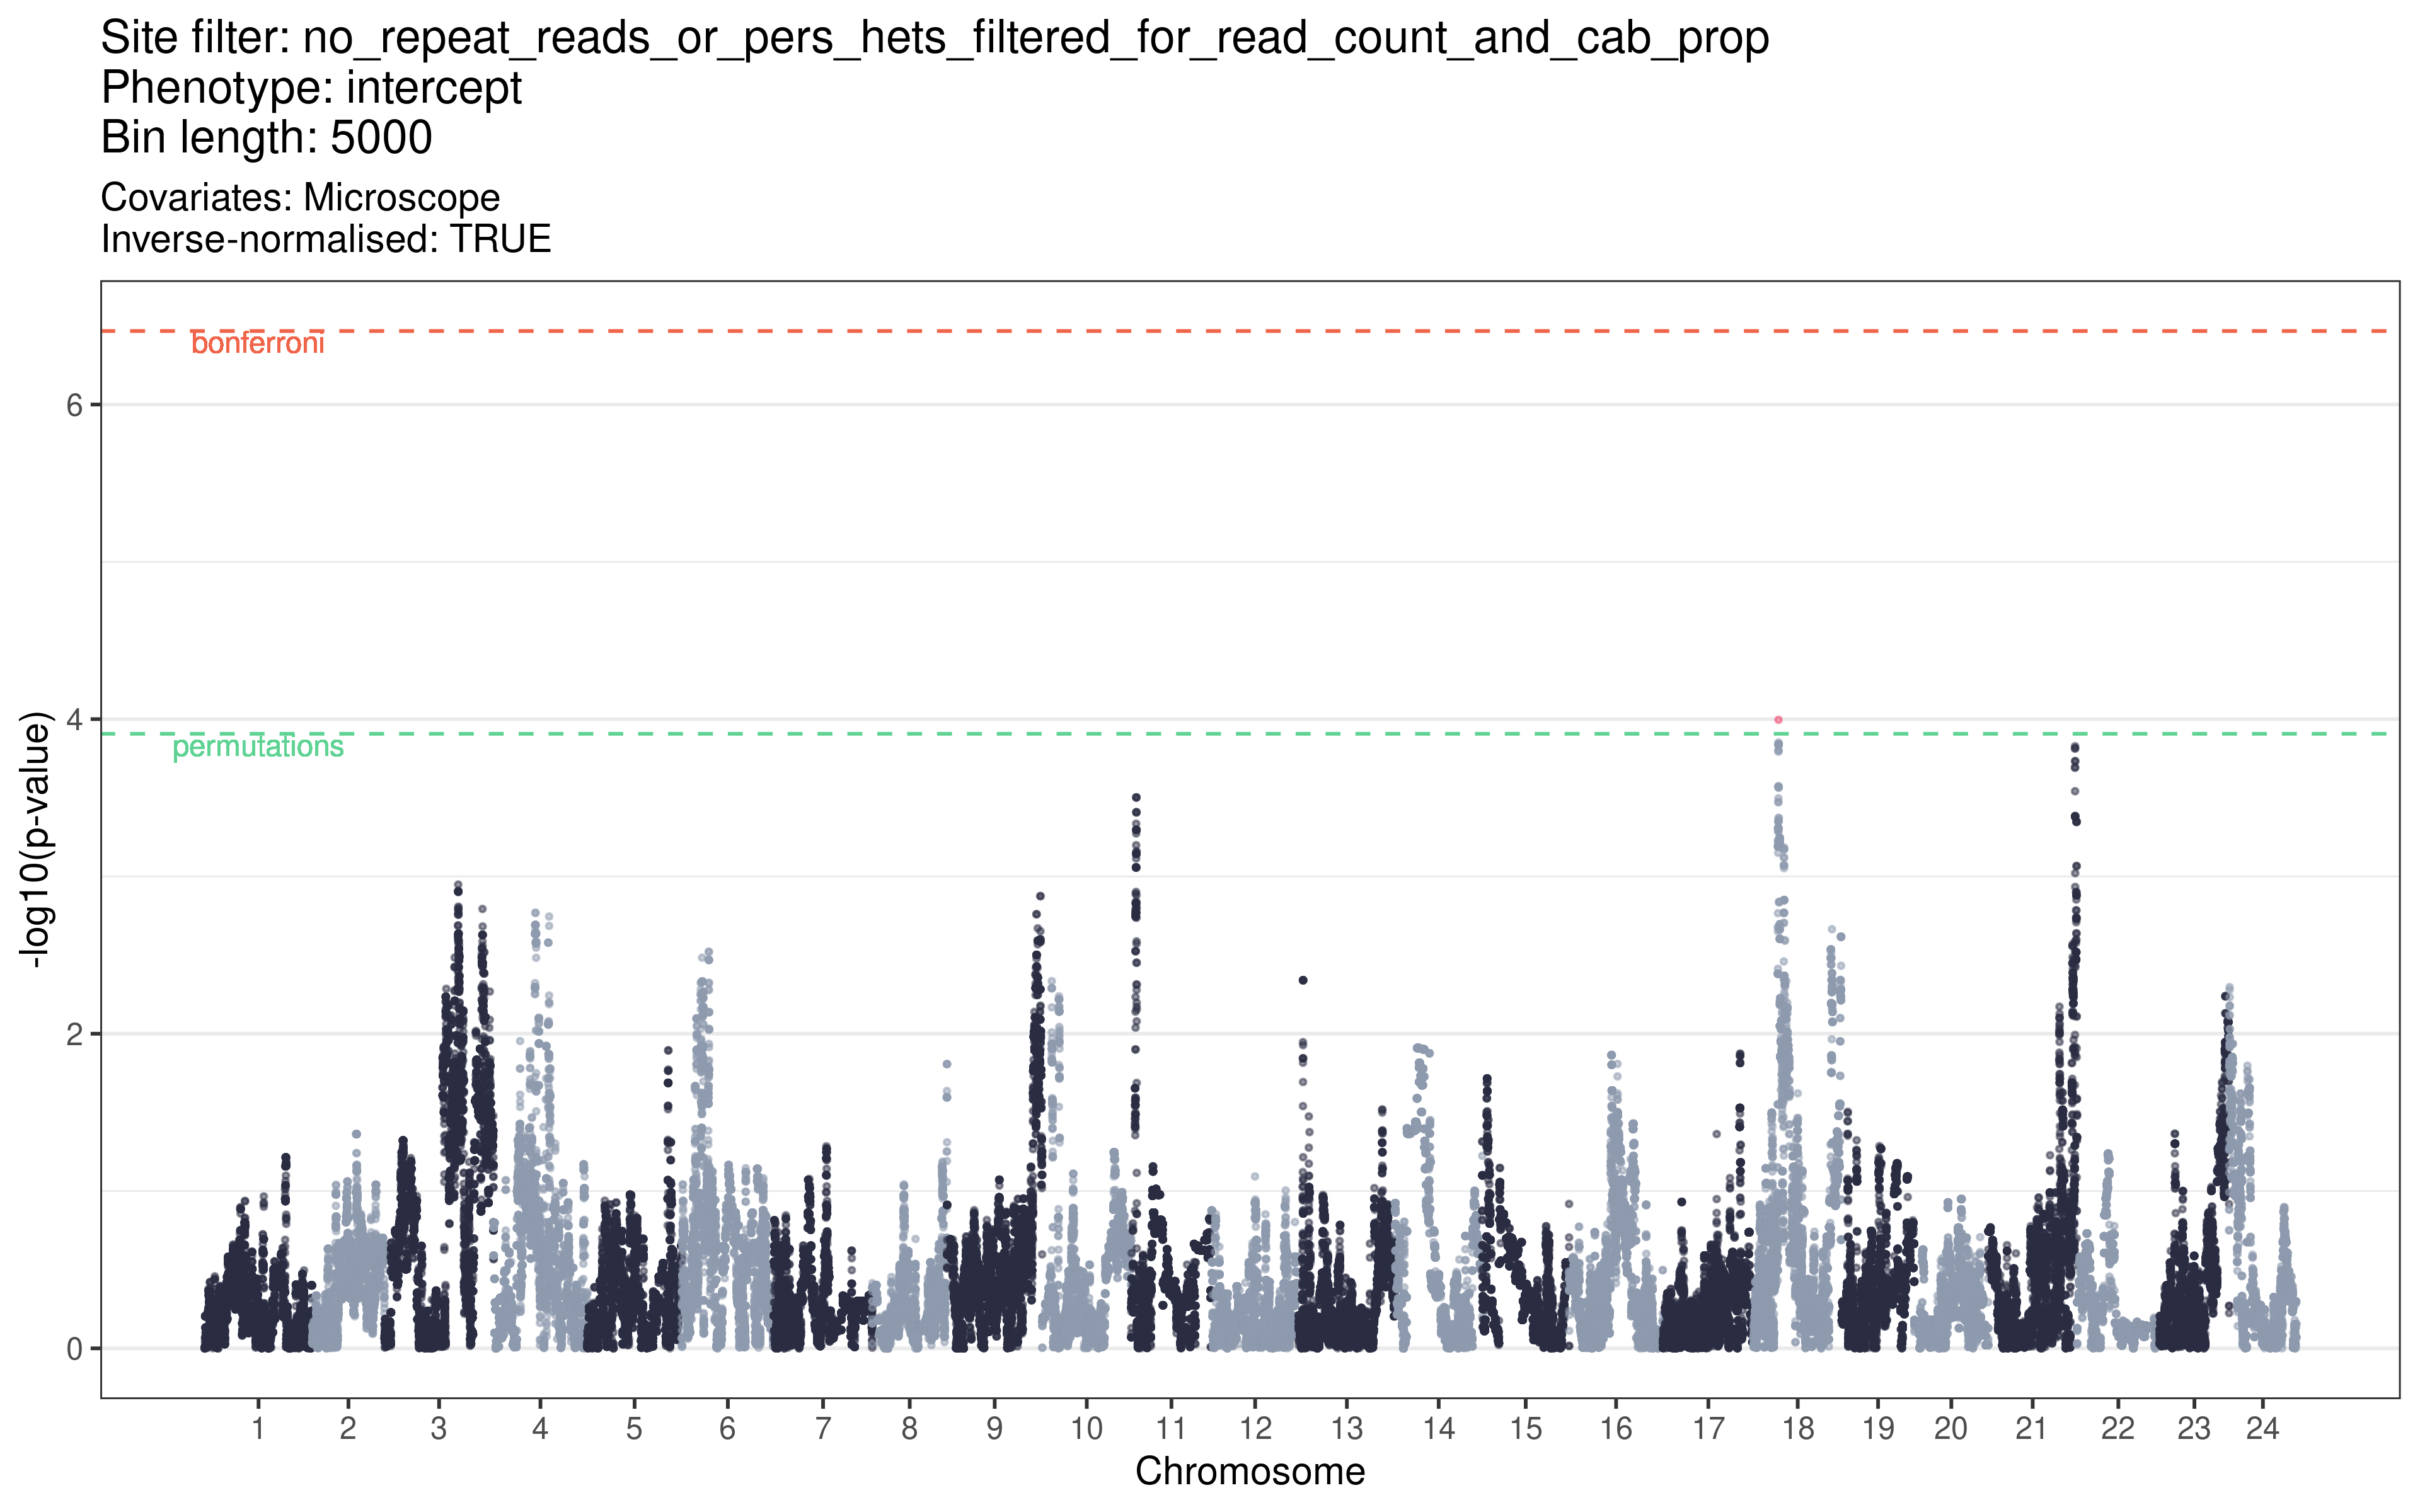 Site filter: no_repeat_reads_or_pers_hets_filtered_for_read_count_and_cab_prop
Phenotype: intercept
Bin length: 5000
Covariates: Microscope
Inverse-normalised: TRUE
bonferroni
6
permutations
4
2
0
-log10(p-value)
1 2 3 4 5 6 7 8 9 10 11 12 13 14 15 16 17 18 19 20 21 22 23 24
Chromosome